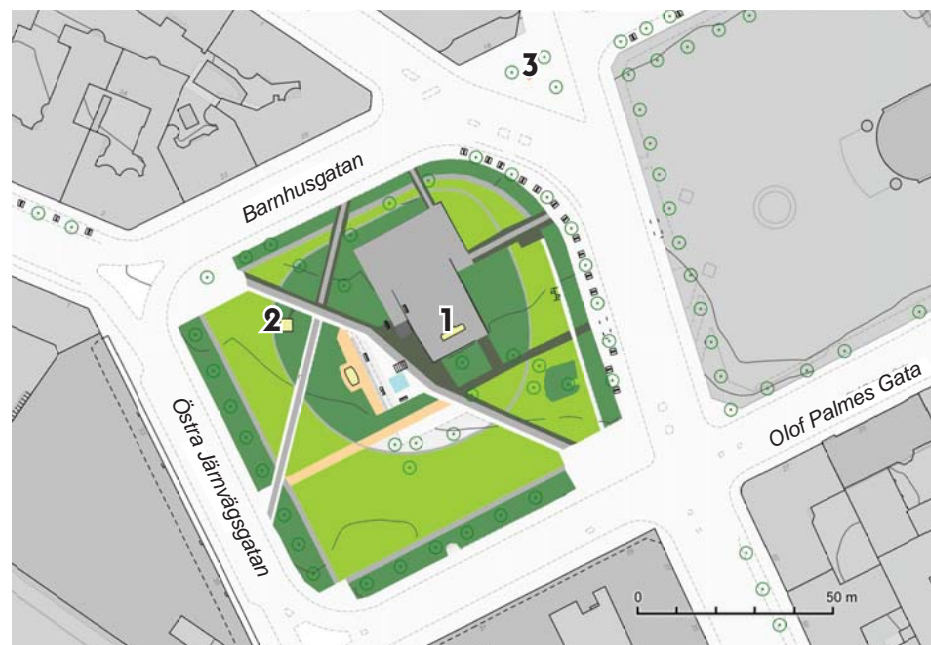 3
Barnhusgatan
2
1
Östra Järnvägsgatan
Olof Palmes Gata
0
50 m